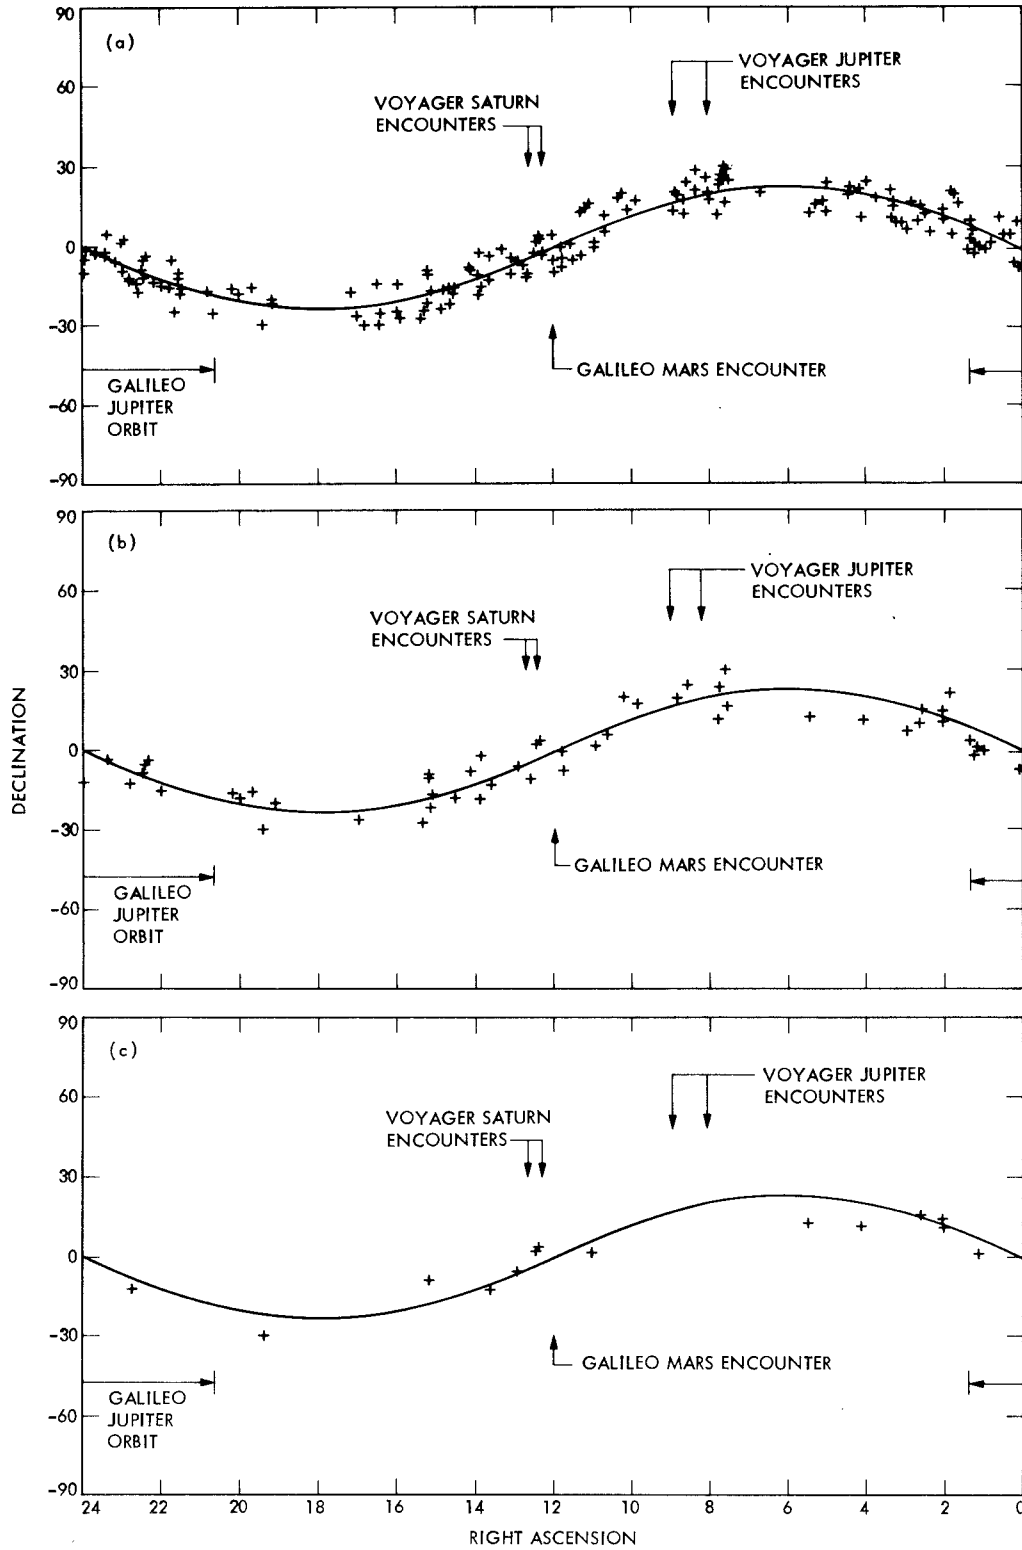 90
(a)
VOYAGER JUPITER
ENCOUNTERS
60
VOYAGER SATURN
ENCOUNTERS
30
0
-30
GALILEO
JUPITER
ORBIT
GALILEO MARS ENCOUNTER
-60
-90
90
(b)
VOYAGER JUPITER
ENCOUNTERS
60
VOYAGER SATURN
ENCOUNTERS
30
DECLINATION
0
-30
GALILEO
JUPITER
ORBIT
GALILEO MARS ENCOUNTER
-60
-90
90
(c)
VOYAGER JUPITER
ENCOUNTERS
60
VOYAGER SATURN
ENCOUNTERS
30
0
-30
GALILEO MARS ENCOUNTER
GALILEO
JUPITER
ORBIT
-60
-90
24 22 20 18 16 14 12 10 8 6 4 2 0
RIGHT ASCENSION